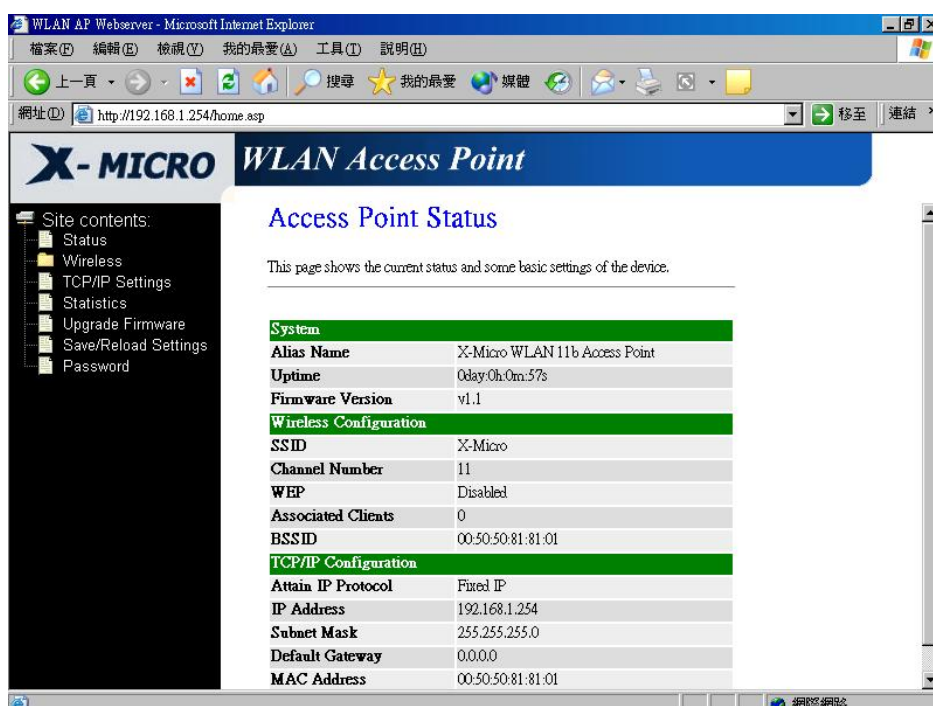 WLAN AP Webserver - Microsoft Internet Explorer
檔案(F) 編輯(E) 檢視(V) 我的最愛(A) 工具(T) 說明(H)
上一頁 搜尋 我的最愛 媒體
網址(D) http://192.168.1.254/home.asp 移至 連結
X-MICRO WLAN Access Point
Site contents:
Status
Wireless
TCP/IP Settings
Statistics
Upgrade Firmware
Save/Reload Settings
Password
Access Point Status
This page shows the current status and some basic settings of the device.
System
Alias Name X-Micro WLAN 11b Access Point
Uptime 0day:0h:0m:57s
Firmware Version v1.1
Wireless Configuration
SSID X-Micro
Channel Number 11
WEP Disabled
Associated Clients 0
BSSID 00:50:50:81:81:01
TCP/IP Configuration
Attain IP Protocol Fixed IP
IP Address 192.168.1.254
Subnet Mask 255.255.255.0
Default Gateway 0.0.0.0
MAC Address 00:50:50:81:81:01
網際網路